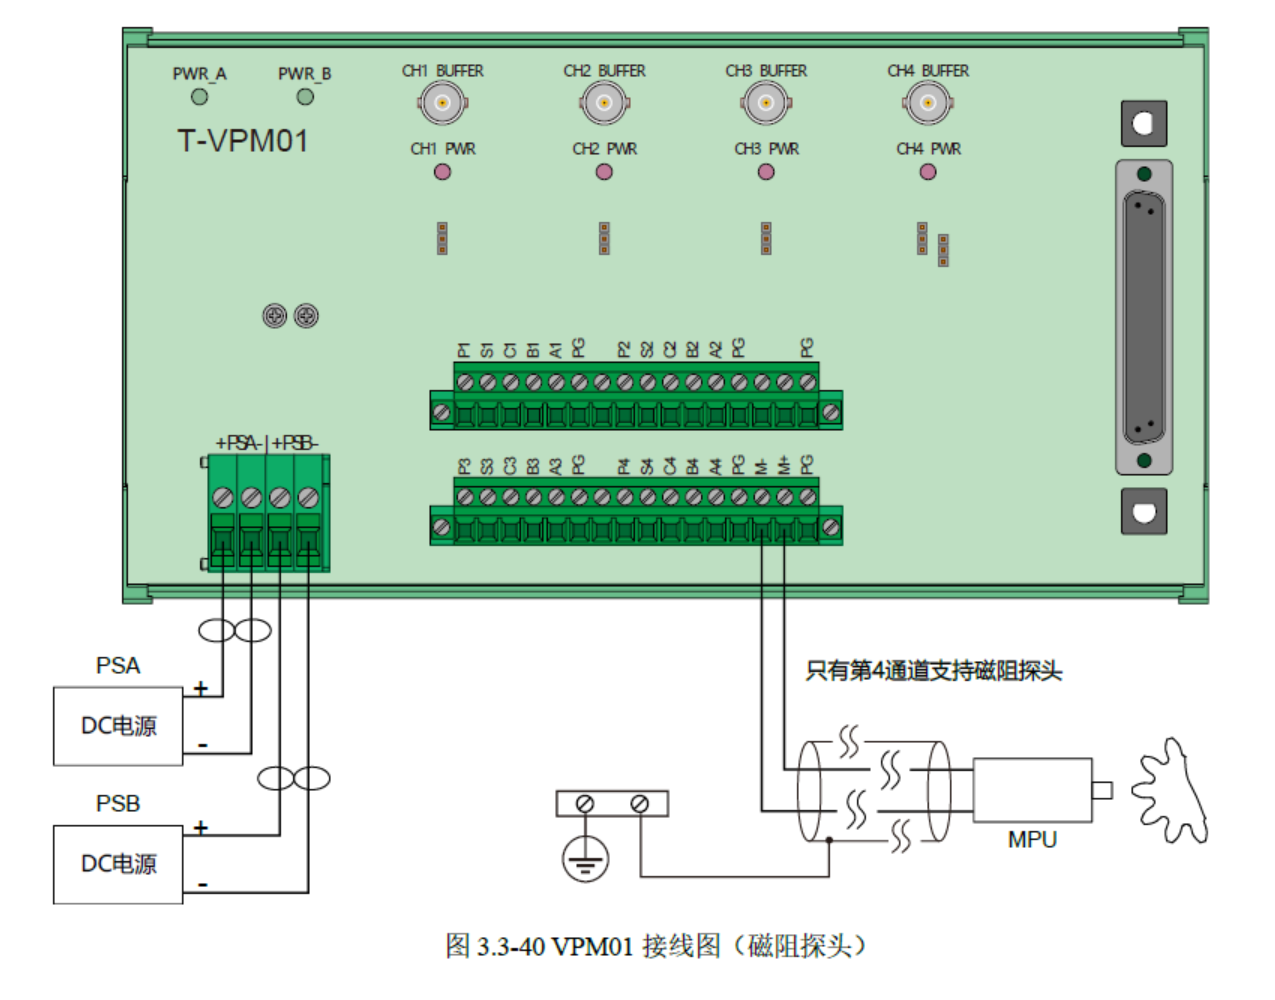 PWR_A PWR_B CH1 BUFFER CH2 BUFFER CH3 BUFFER CH4 BUFFER
T-VPM01
CH1 PWR CH2 PWR CH3 PWR CH4 PWR
P1 S1 C1 B1 A1 PG P2 S2 C2 B2 A2 PG PG
+PSA-|+PSB-
P3 S3 C3 B3 A3 PG P4 S4 C4 B4 A4 PG M- M+ PG
PSA
+
DC电源
-
只有第4通道支持磁阻探头
PSB
+
DC电源
-
MPU
图 3.3-40 VPM01 接线图（磁阻探头）